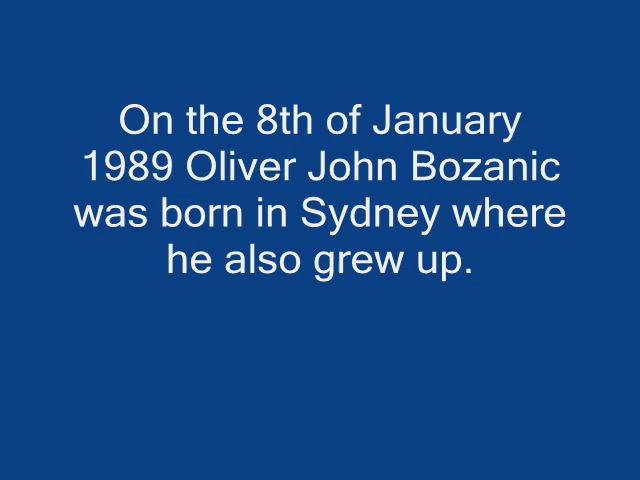 On the 8th of January
1989 Oliver John Bozanic
was born in Sydney where
he also grew up.